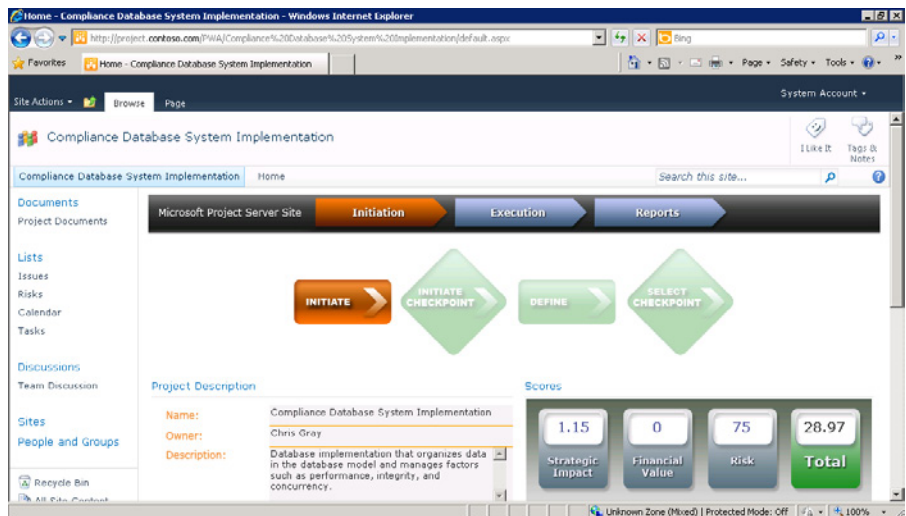 Home - Compliance Database System Implementation - Windows Internet Explorer
http://project.contoso.com/PWA/Compliance%20Database%20System%20Implementation/default.aspx
Bing
Favorites
Home - Compliance Database System Implementation
Page
Safety
Tools
System Account
Site Actions
Browse
Page
Compliance Database System Implementation
I Like It
Tags &
Notes
Compliance Database System Implementation
Home
Search this site...
Documents
Project Documents
Lists
Issues
Risks
Calendar
Tasks
Discussions
Team Discussion
Sites
People and Groups
Recycle Bin
All Site Content
Microsoft Project Server Site
Initiation
Execution
Reports
INITIATE
INITIATE
CHECKPOINT
DEFINE
SELECT
CHECKPOINT
Project Description
Name:
Compliance Database System Implementation
Owner:
Chris Gray
Description:
Database implementation that organizes data
in the database model and manages factors
such as performance, integrity, and
concurrency.
Scores
1.15
Strategic
Impact
0
Financial
Value
75
Risk
28.97
Total
Unknown Zone (Mixed) | Protected Mode: Off
100%